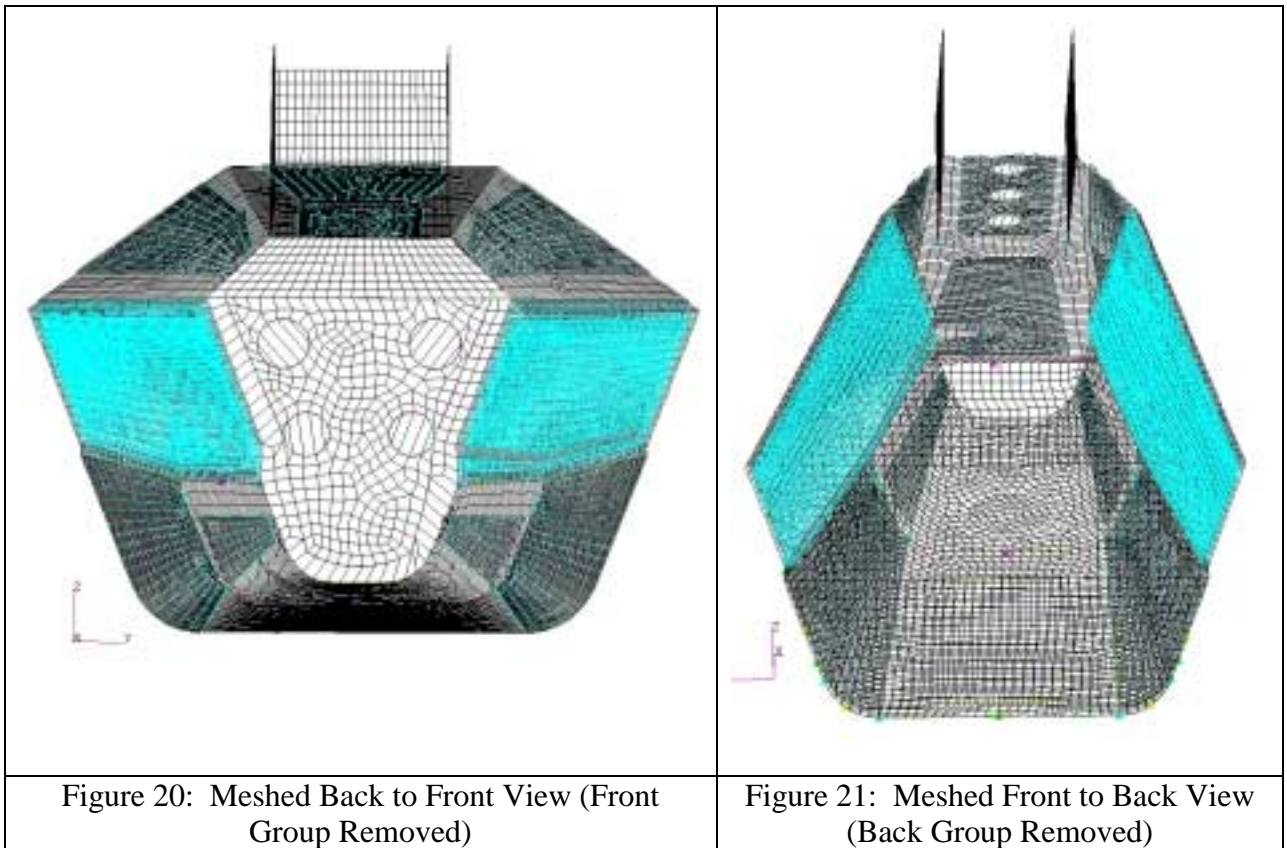 Figure 20: Meshed Back to Front View (Front
Group Removed)
Figure 21: Meshed Front to Back View
(Back Group Removed)